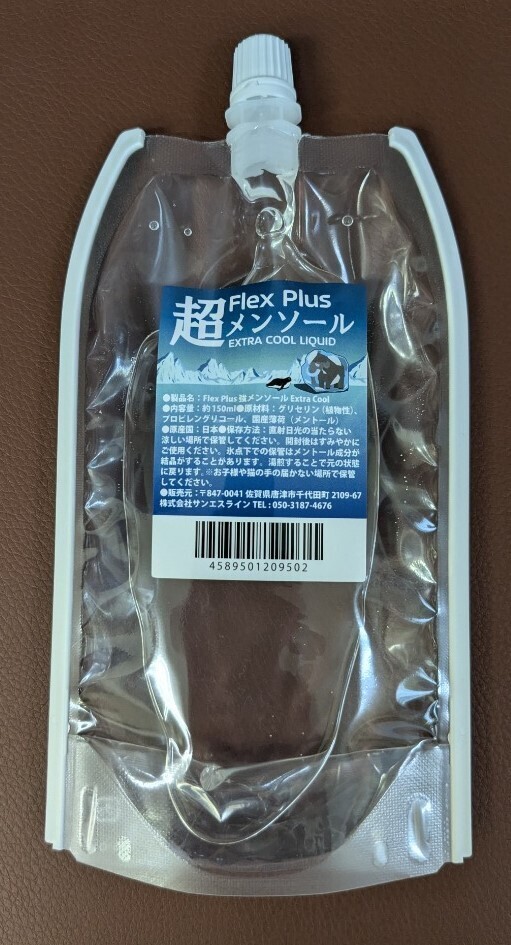 Flex Plus
超メンソール
EXTRA COOL LIQUID
●製品名：Flex Plus 強メンソール Extra Cool
●内容量：約150ml●原材料：グリセリン（植物性）、
プロピレングリコール、国産薄荷（メントール）
●原産国：日本●保存方法：直射日光の当たらない
涼しい場所で保管してください。開封後はすみやかに
ご使用ください。氷点下での保管はメントール成分が
結晶がすることがあります。湯煎することで元の状態
に戻ります。※お子様や猫の手の届かない場所で保管
してください。
●販売元：〒847-0041 佐賀県唐津市千代田町 2109-67
株式会社サンエスライン TEL : 050-3187-4676
4589501209502